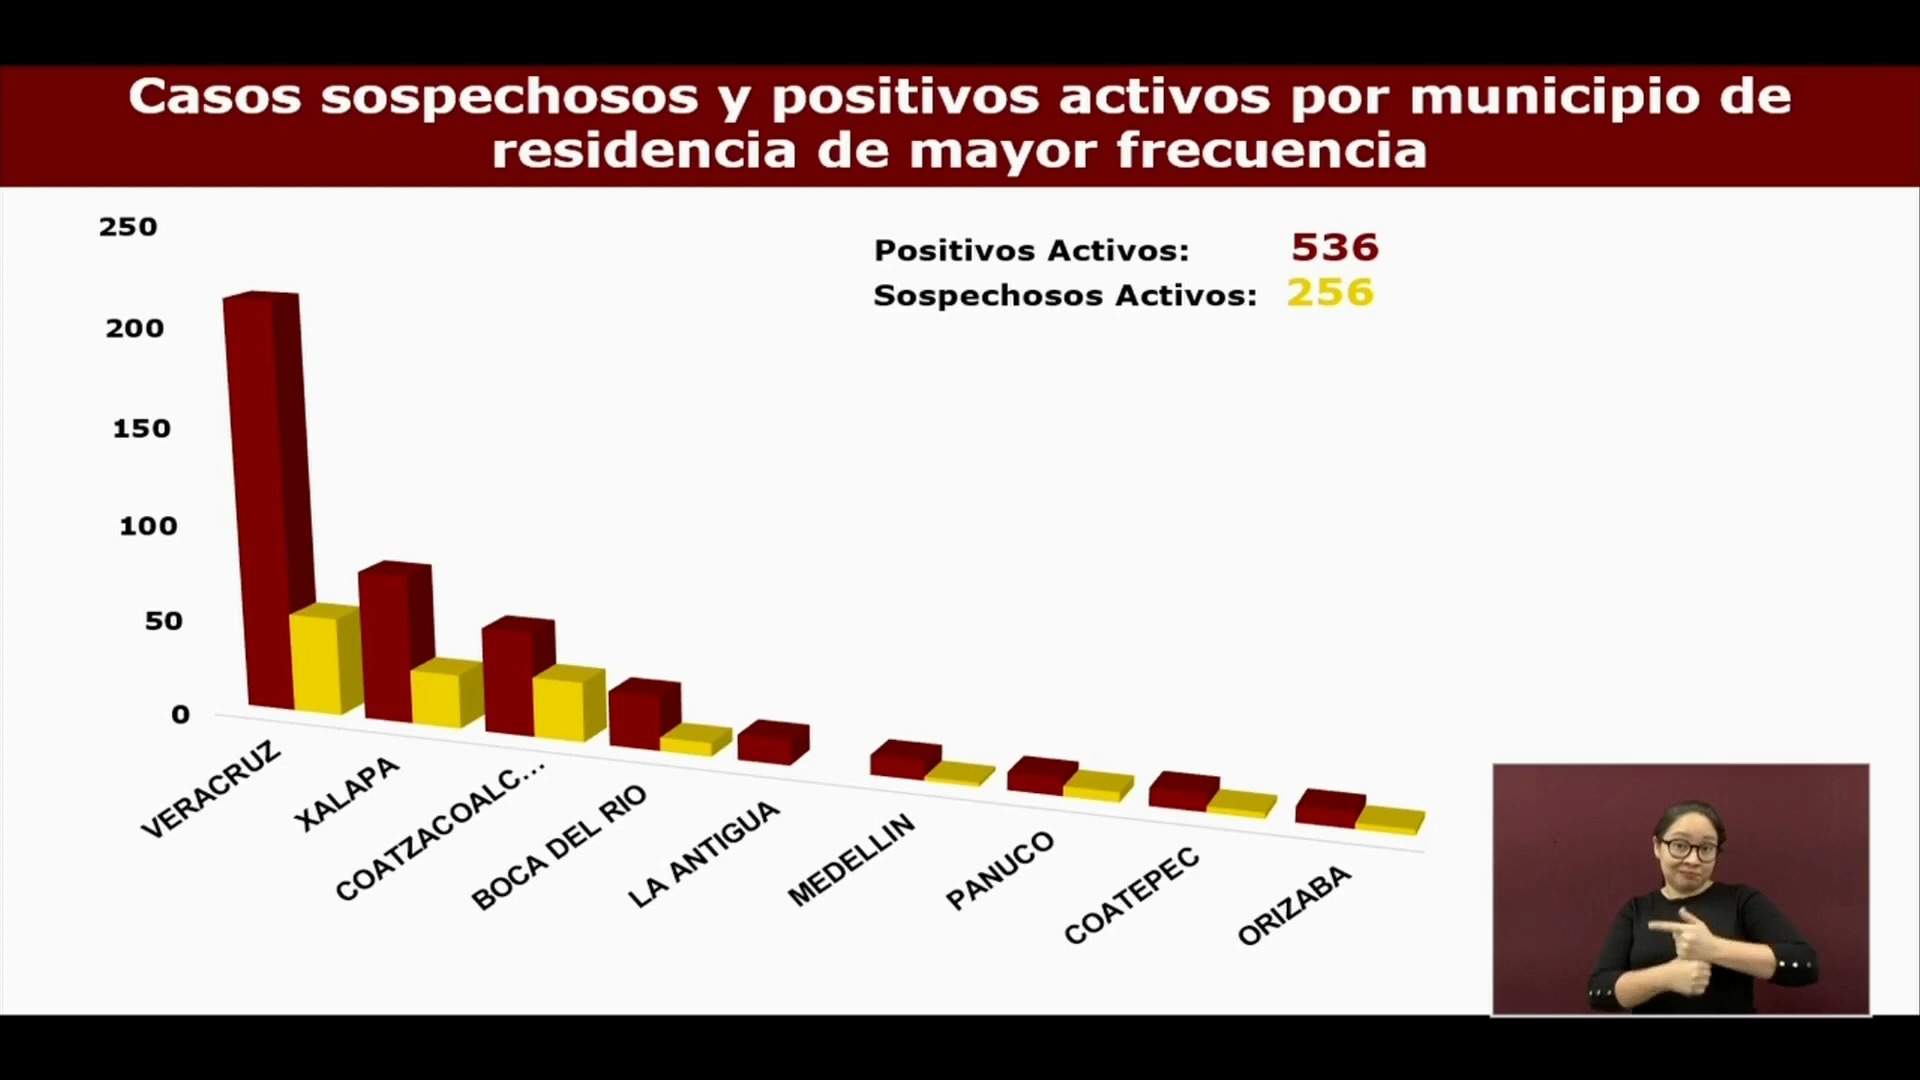 Casos sospechosos y positivos activos por municipio de
residencia de mayor frecuencia
250
200
150
100
50
0
Positivos Activos: 536
Sospechosos Activos: 256
VERACRUZ
XALAPA
COATZACOALC...
BOCA DEL RIO
LA ANTIGUA
MEDELLIN
PANUCO
COATEPEC
ORIZABA